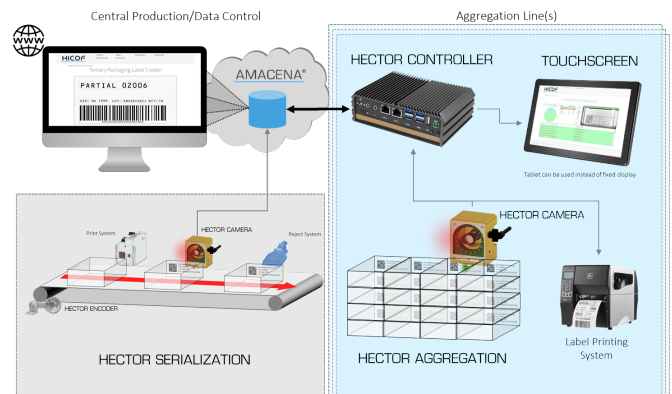 Central Production/Data Control
Aggregation Line(s)
WWW
HICOF
Tertiary Packaging Label Creator
PARTIAL 02006
AMACENA®
HECTOR CONTROLLER
TOUCHSCREEN
HICOF
Tablet can be used instead of fixed display
Print System
HECTOR CAMERA
Reject System
HECTOR ENCODER
HECTOR SERIALIZATION
HECTOR CAMERA
HECTOR AGGREGATION
Label Printing
System